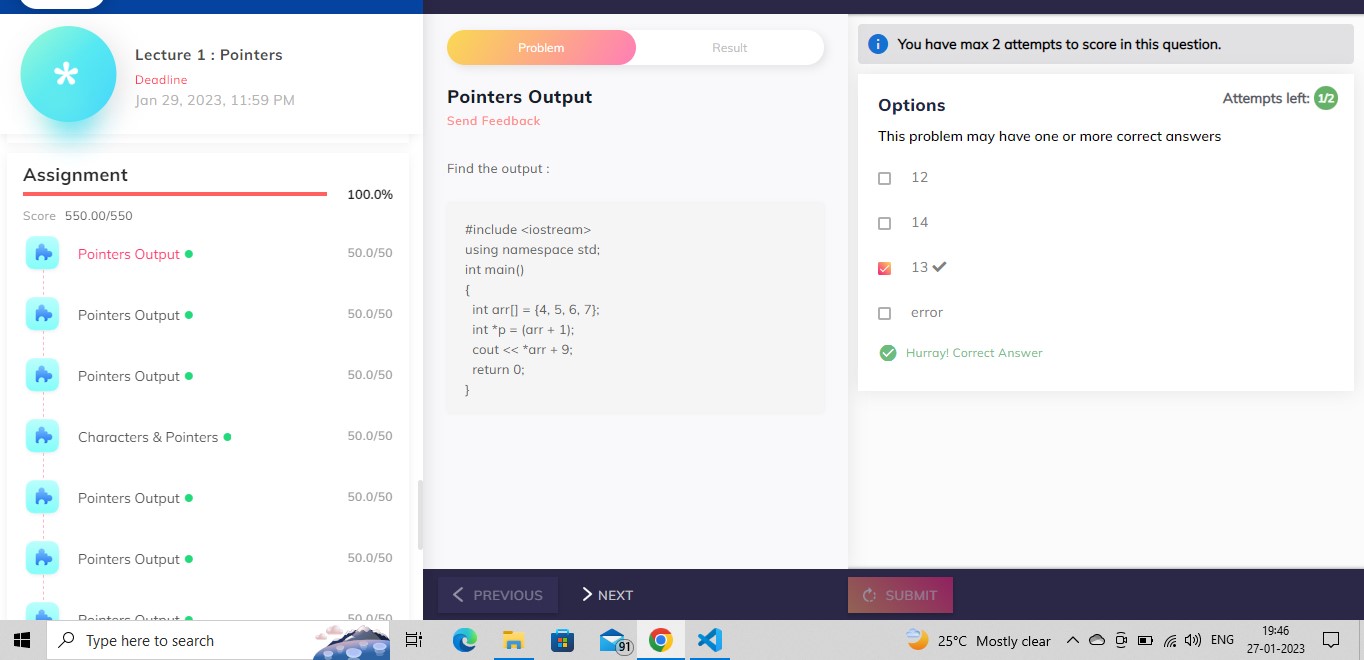 Lecture 1 : Pointers
Deadline
Jan 29, 2023, 11:59 PM
Assignment
100.0%
Score 550.00/550
Pointers Output 50.0/50
Pointers Output 50.0/50
Pointers Output 50.0/50
Characters & Pointers 50.0/50
Pointers Output 50.0/50
Pointers Output 50.0/50
Pointers Output 50.0/50
Problem
Result
Pointers Output
Send Feedback
Find the output :
#include <iostream>
using namespace std;
int main()
{
int arr[] = {4, 5, 6, 7};
int *p = (arr + 1);
cout << *arr + 9;
return 0;
}
PREVIOUS
NEXT
You have max 2 attempts to score in this question.
Options
Attempts left: 1/2
This problem may have one or more correct answers
12
14
13
error
Hurray! Correct Answer
SUBMIT
Type here to search
91
25°C Mostly clear
ENG
19:46
27-01-2023